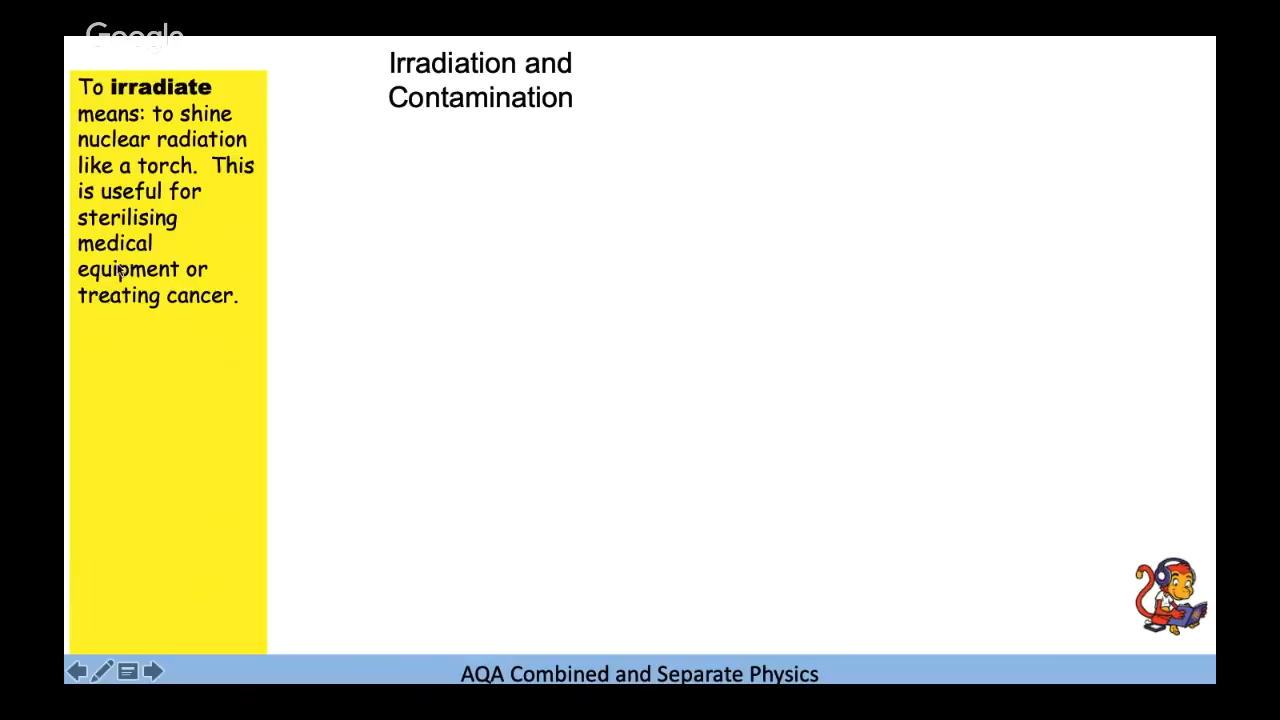 Google
Irradiation and
Contamination
To irradiate
means: to shine
nuclear radiation
like a torch. This
is useful for
sterilising
medical
equipment or
treating cancer.
AQA Combined and Separate Physics